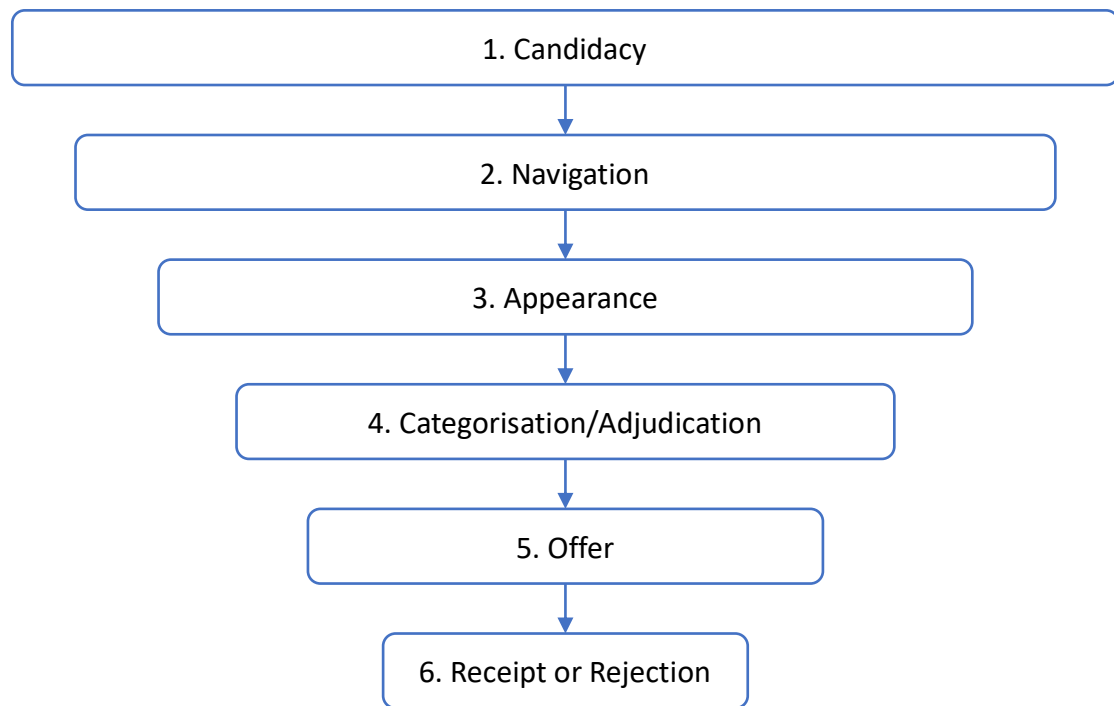 1. Candidacy
2. Navigation
3. Appearance
4. Categorisation/Adjudication
5. Offer
6. Receipt or Rejection